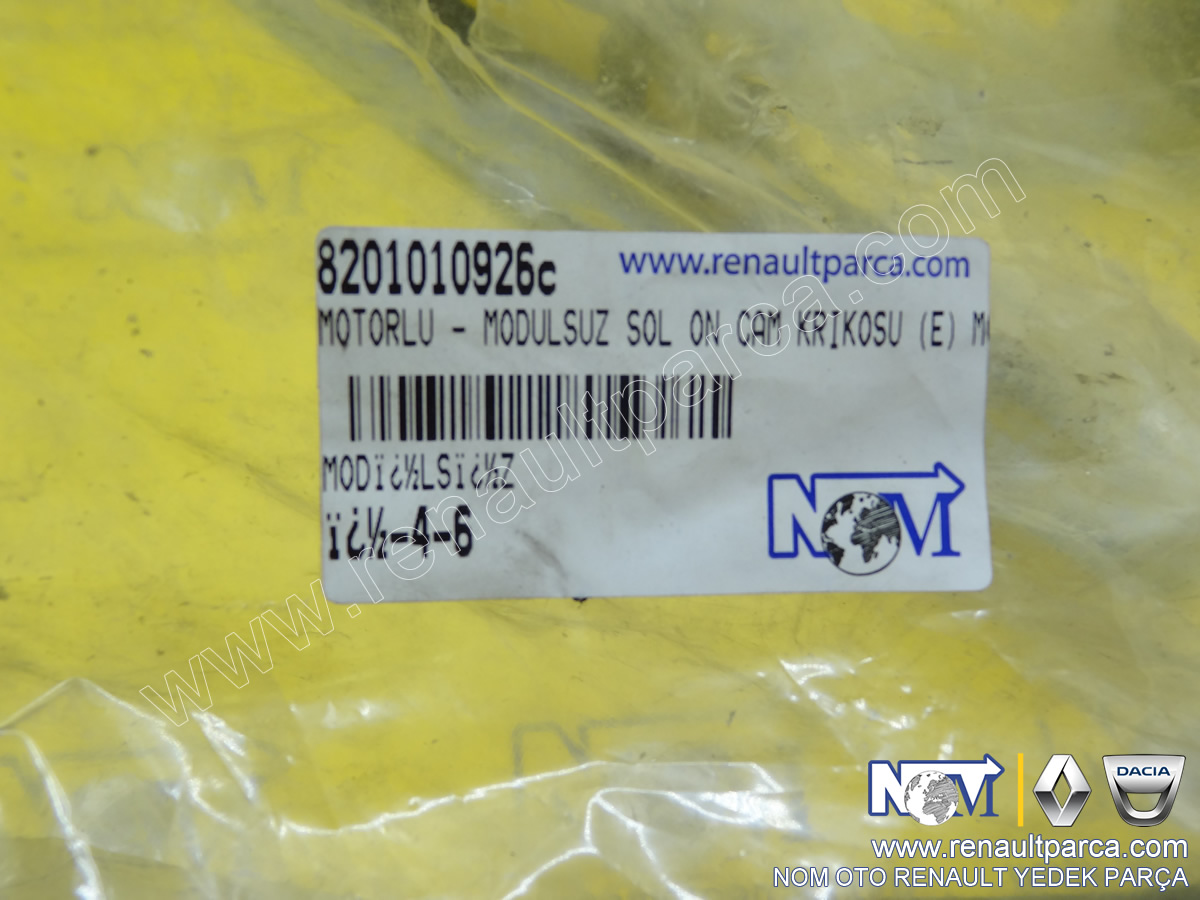 8201010926c
www.renaultparca.com
MOTORLU - MODULSUZ SOL ON CAM KRIKOSU (E) M
MODï¿½LSï¿½Z
ï¿½-4-6
NOM
www.renaultparca.com
NOM
DACIA
www.renaultparca.com
NOM OTO RENAULT YEDEK PARÇA